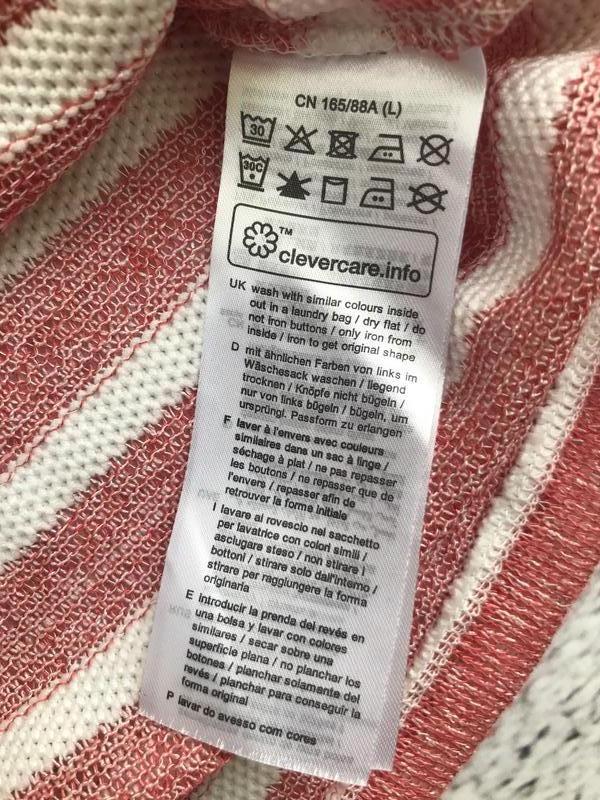 CN 165/88A (L)
30
30C
TM
clevercare.info
UK wash with similar colours inside
out in a laundry bag / dry flat / do
not iron buttons / only iron from
inside / iron to get original shape
D mit ähnlichen Farben von links im
Wäschesack waschen / liegend
trocknen / Knöpfe nicht bügeln /
nur von links bügeln / bügeln, um
ursprüngl. Passform zu erlangen
F laver à l'envers avec couleurs
similaires dans un sac à linge /
séchage à plat / ne pas repasser
les boutons / ne repasser que de
l'envers / repasser afin de
retrouver la forme initiale
I lavare al rovescio nel sacchetto
per lavatrice con colori simili /
asciugare steso / non stirare i
bottoni / stirare solo dall'interno /
stirare per raggiungere la forma
originaria
E introducir la prenda del revés en
una bolsa y lavar con colores
similares / secar sobre una
superficie plana / no planchar los
botones / planchar solamente del
revés / planchar para conseguir la
forma original
P lavar do avesso com cores